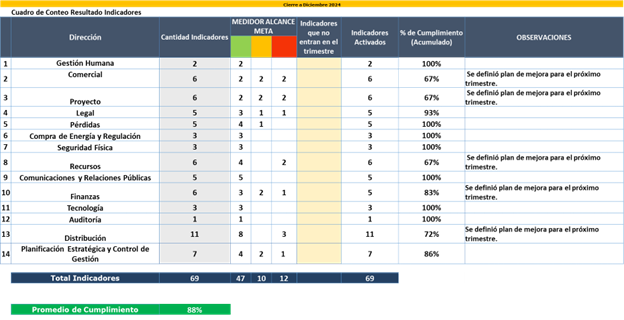 Cierre a Diciembre 2024
Cuadro de Conteo Resultado Indicadores
Dirección Cantidad Indicadores MEDIDOR ALCANCE META Indicadores que no entran en el trimestre Indicadores Activados % de Cumplimiento (Acumulado) OBSERVACIONES
1 Gestión Humana 2 2 2 100%
2 Comercial 6 2 2 2 6 67% Se definió plan de mejora para el próximo trimestre.
3 Proyecto 6 2 2 2 6 67% Se definió plan de mejora para el próximo trimestre.
4 Legal 5 3 1 1 5 93%
5 Pérdidas 5 4 1 5 100%
6 Compra de Energía y Regulación 3 3 3 100%
7 Seguridad Física 3 3 3 100%
8 Recursos 6 4 2 6 67% Se definió plan de mejora para el próximo trimestre.
9 Comunicaciones y Relaciones Públicas 5 5 5 100%
10 Finanzas 6 3 2 1 6 83% Se definió plan de mejora para el próximo trimestre.
11 Tecnología 3 3 3 100%
12 Auditoría 1 1 1 100%
13 Distribución 11 8 3 11 72% Se definió plan de mejora para el próximo trimestre.
14 Planificación Estratégica y Control de Gestión 7 4 2 1 7 86%
Total Indicadores 69 47 10 12 69
Promedio de Cumplimiento 88%